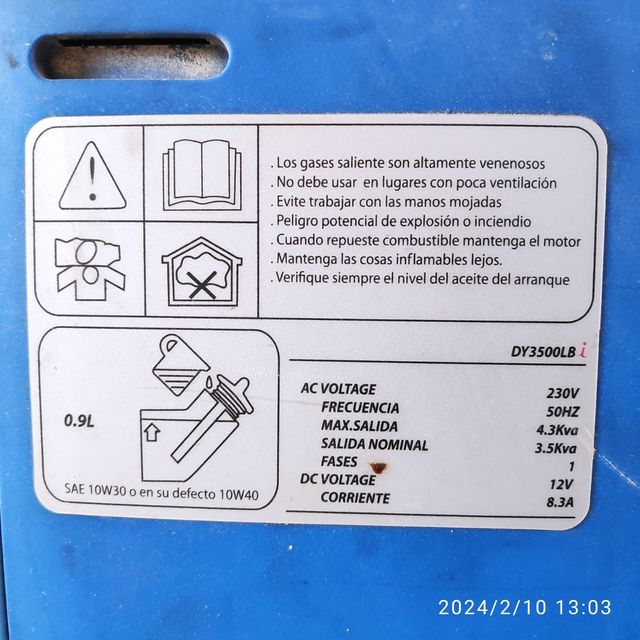 . Los gases saliente son altamente venenosos
. No debe usar en lugares con poca ventilación
. Evite trabajar con las manos mojadas
. Peligro potencial de explosión o inciendio
. Cuando repueste combustible mantenga el motor
. Mantenga las cosas inflamables lejos.
. Verifique siempre el nivel del aceite del arranque
0.9L
SAE 10W30 o en su defecto 10W40
DY3500LB i
AC VOLTAGE 230V
FRECUENCIA 50HZ
MAX.SALIDA 4.3Kva
SALIDA NOMINAL 3.5Kva
FASES 1
DC VOLTAGE 12V
CORRIENTE 8.3A
2024/2/10 13:03